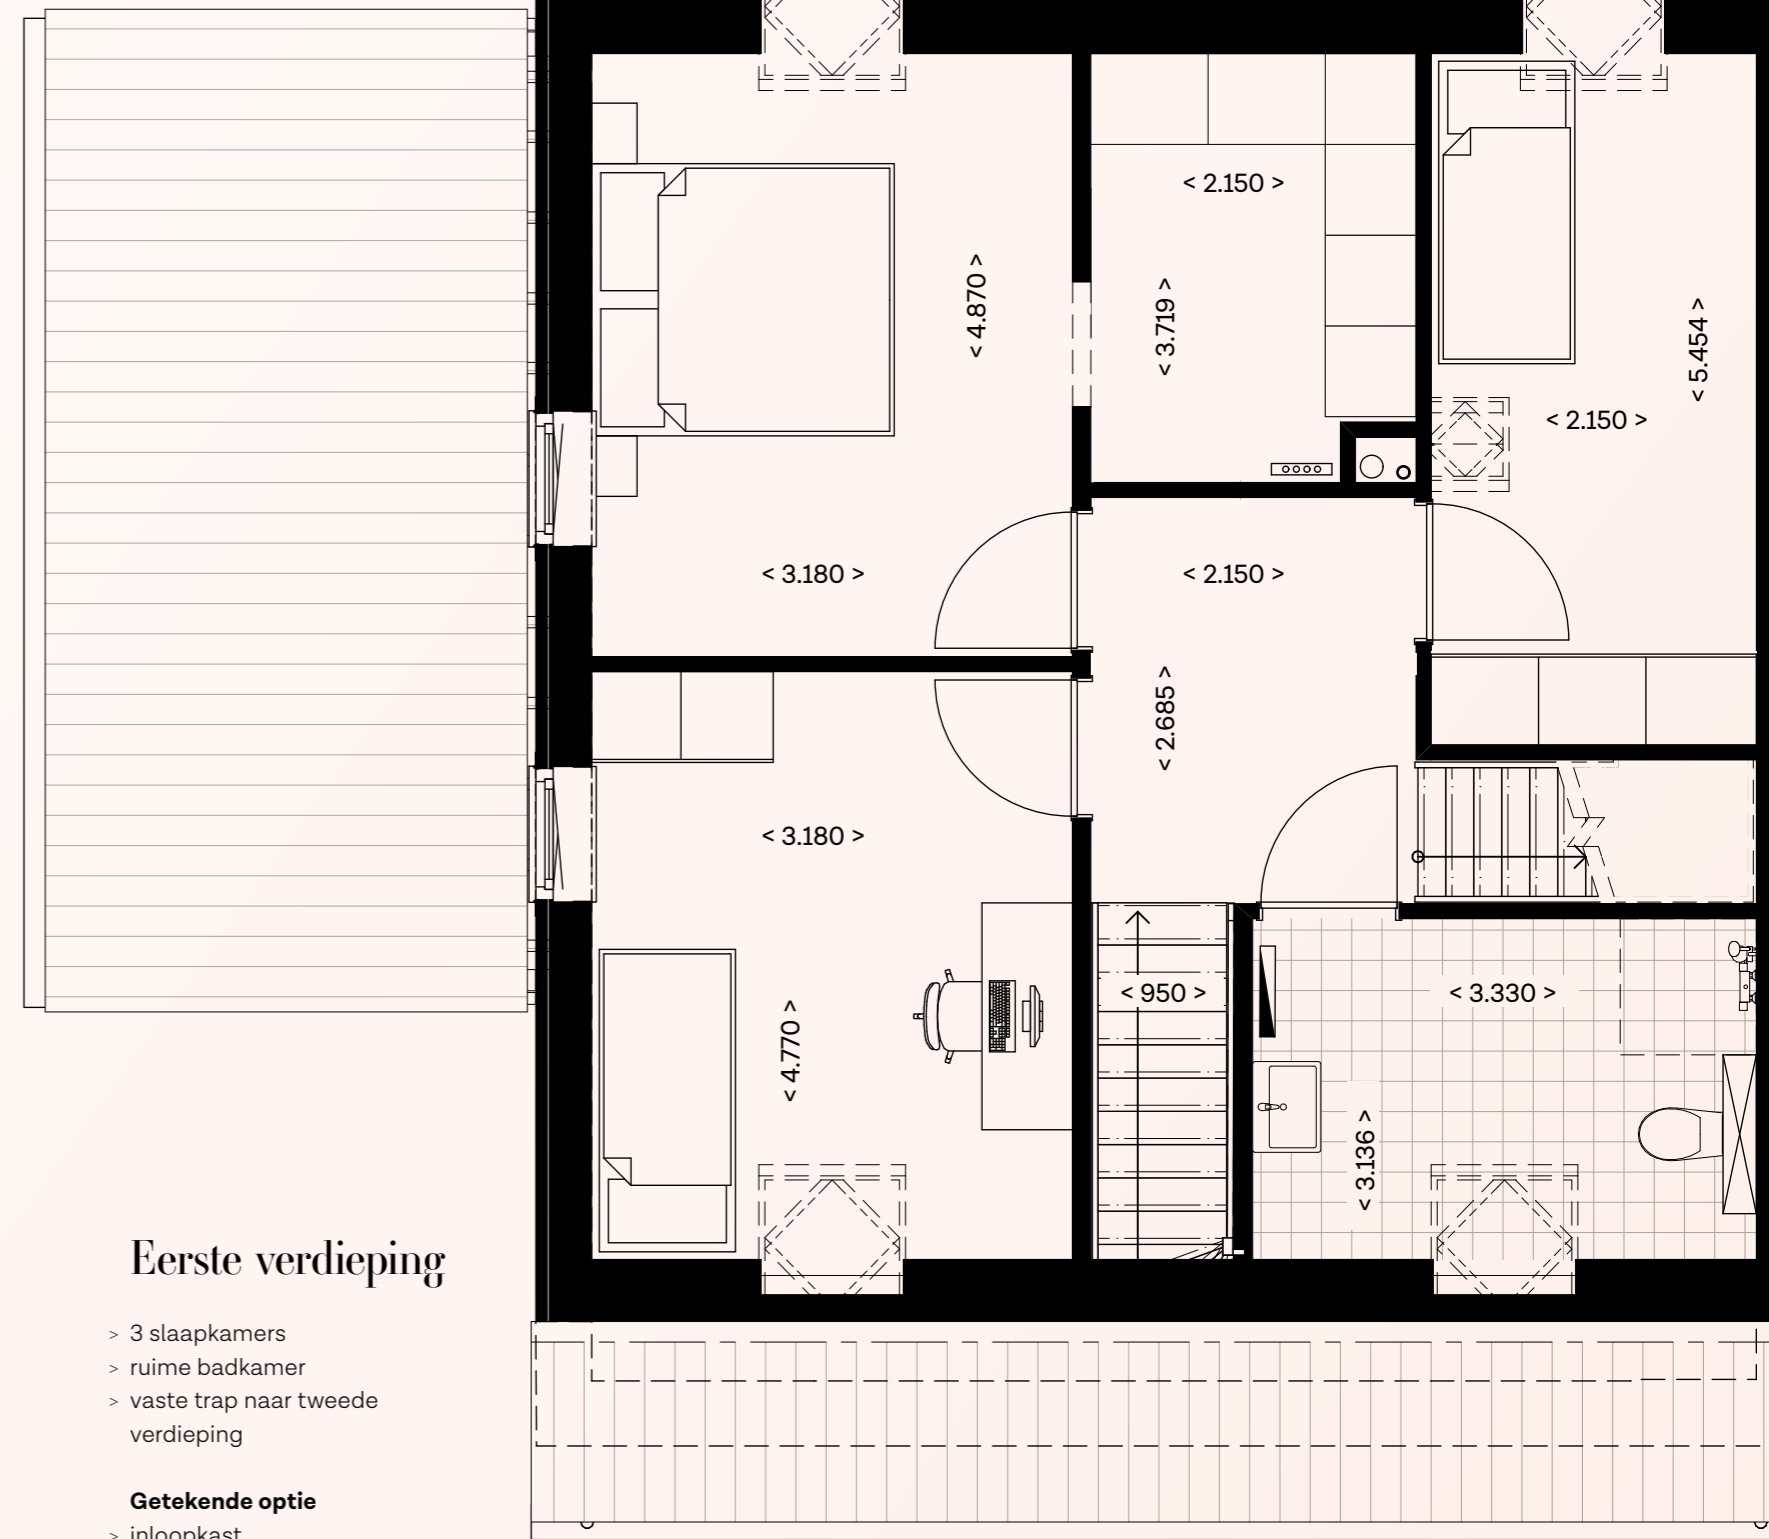 < 2.150 >
< 4.870 >
< 3.719 >
< 5.454 >
< 2.150 >
< 3.180 >
< 2.150 >
< 2.685 >
< 3.180 >
< 950 >
< 3.330 >
< 4.770 >
< 3.136 >
Eerste verdieping
> 3 slaapkamers
> ruime badkamer
> vaste trap naar tweede
verdieping
Getekende optie
> inloopkast